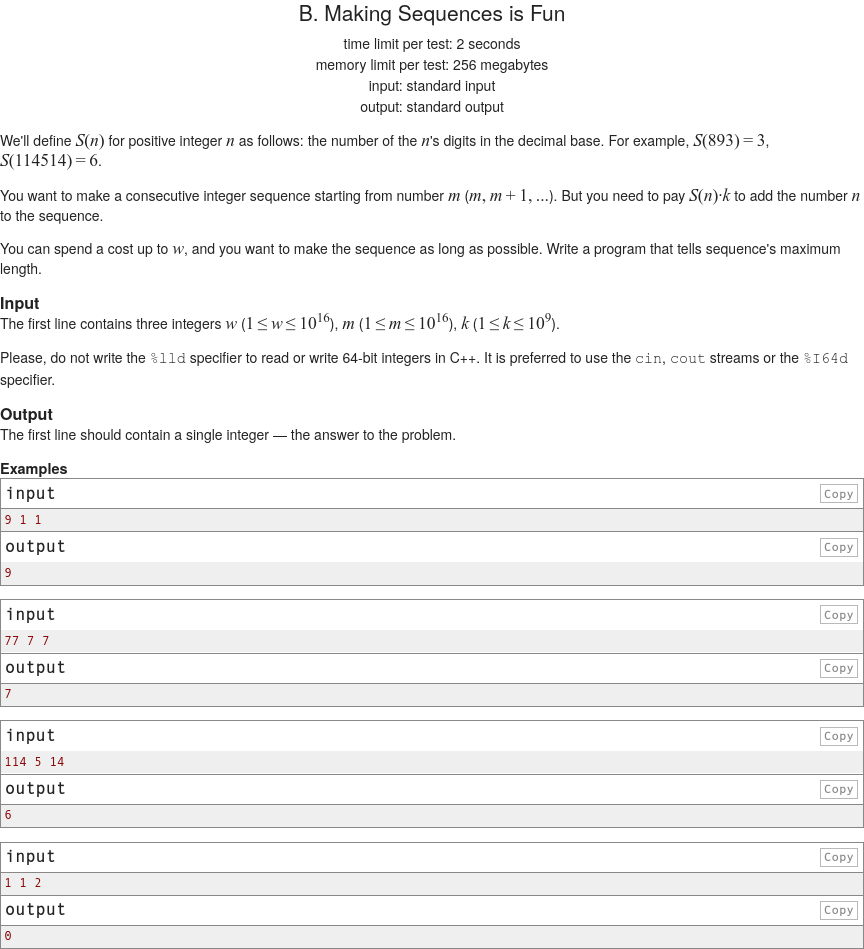 B. Making Sequences is Fun
time limit per test: 2 seconds
memory limit per test: 256 megabytes
input: standard input
output: standard output
We'll define S(n) for positive integer n as follows: the number of the n's digits in the decimal base. For example, S(893) = 3,
S(114514) = 6.
You want to make a consecutive integer sequence starting from number m (m, m + 1, ...). But you need to pay S(n)·k to add the number n
to the sequence.
You can spend a cost up to w, and you want to make the sequence as long as possible. Write a program that tells sequence's maximum
length.
Input
The first line contains three integers w (1 ≤ w ≤ 10^16), m (1 ≤ m ≤ 10^16), k (1 ≤ k ≤ 10^9).
Please, do not write the %lld specifier to read or write 64-bit integers in C++. It is preferred to use the cin, cout streams or the %I64d
specifier.
Output
The first line should contain a single integer — the answer to the problem.
Examples
input Copy
9 1 1
output Copy
9
input Copy
77 7 7
output Copy
7
input Copy
114 5 14
output Copy
6
input Copy
1 1 2
output Copy
0